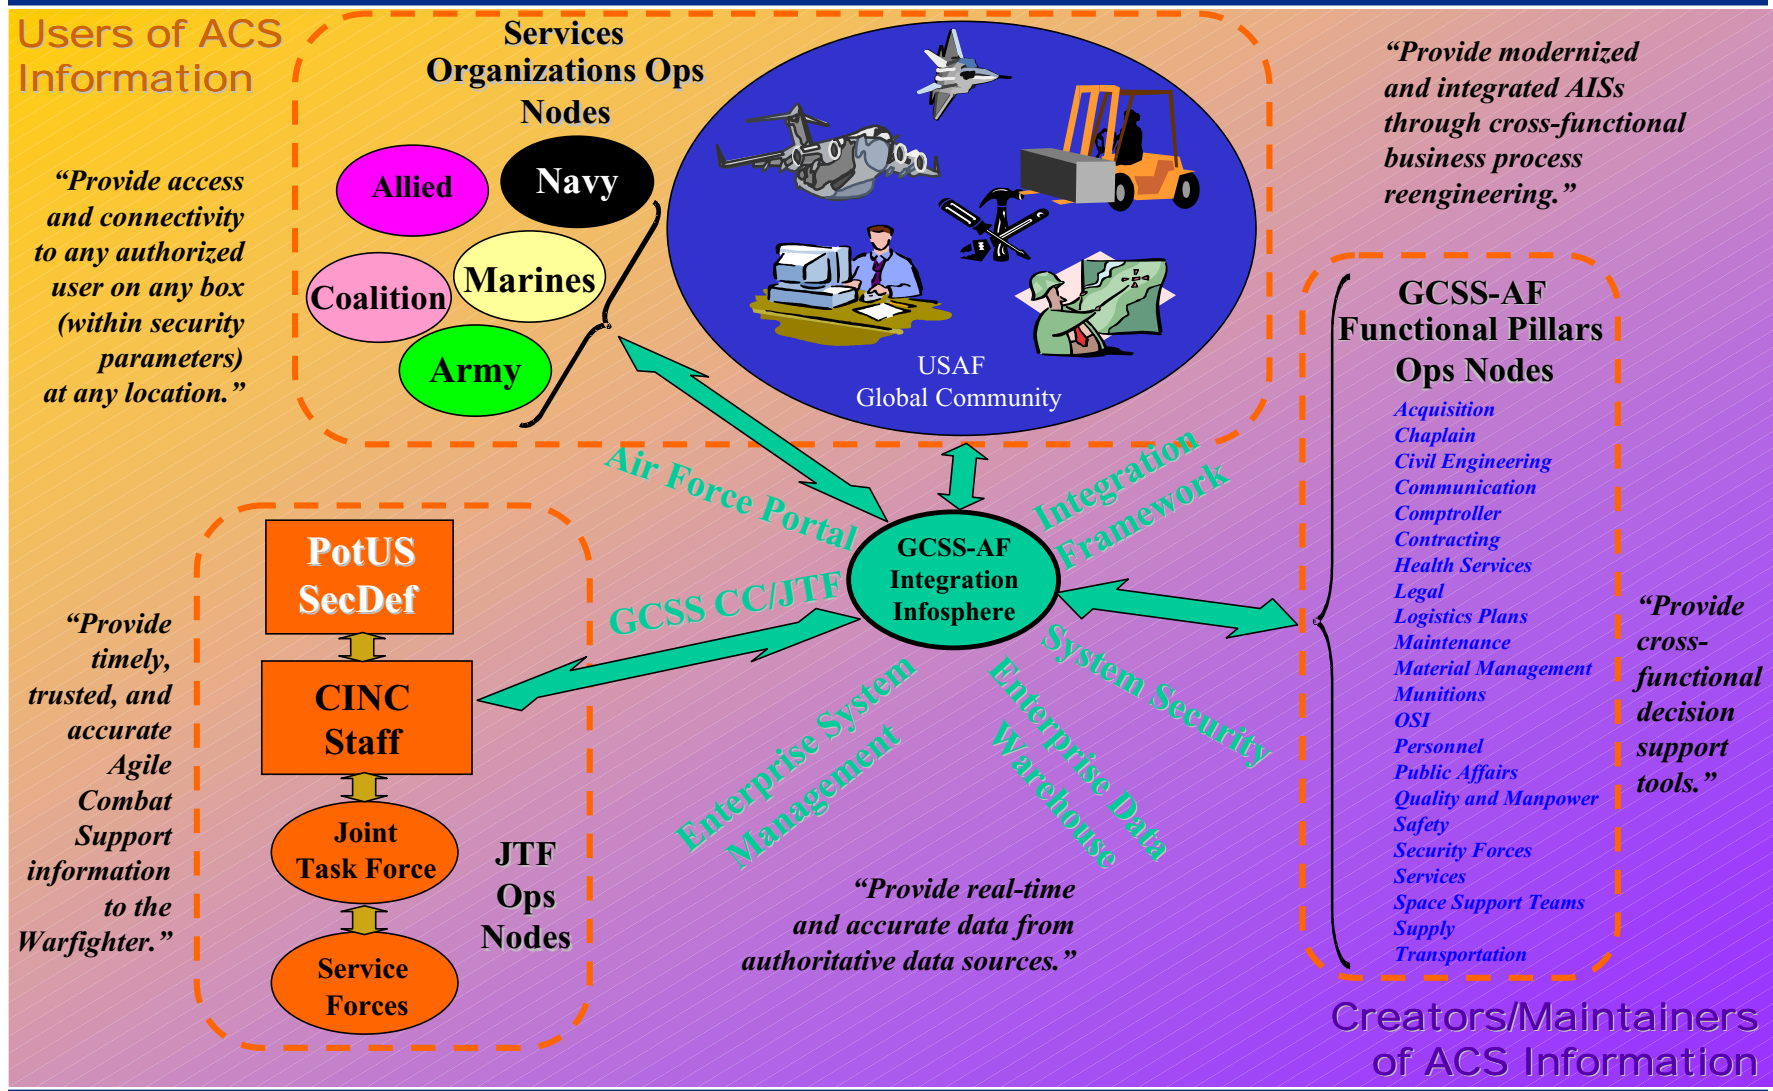 Users of ACS
Information
“Provide access
and connectivity
to any authorized
user on any box
(within security
parameters)
at any location.”
Services
Organizations Ops
Nodes
Allied
Navy
Coalition
Marines
Army
USAF
Global Community
“Provide modernized
and integrated AISs
through cross-functional
business process
reengineering.”
GCSS-AF
Functional Pillars
Ops Nodes
Acquisition
Chaplain
Civil Engineering
Communication
Comptroller
Contracting
Health Services
Legal
Logistics Plans
Maintenance
Material Management
Munitions
OSI
Personnel
Public Affairs
Quality and Manpower
Safety
Security Forces
Services
Space Support Teams
Supply
Transportation
“Provide
cross-
functional
decision
support
tools.”
Air Force Portal
Integration
Framework
GCSS CC/JTF
GCSS-AF
Integration
Infosphere
System Security
Enterprise System
Management
Enterprise Data
Warehouse
“Provide real-time
and accurate data from
authoritative data sources.”
“Provide
timely,
trusted, and
accurate
Agile
Combat
Support
information
to the
Warfighter.”
PotUS
SecDef
CINC
Staff
Joint
Task Force
Service
Forces
JTF
Ops
Nodes
Creators/Maintainers
of ACS Information